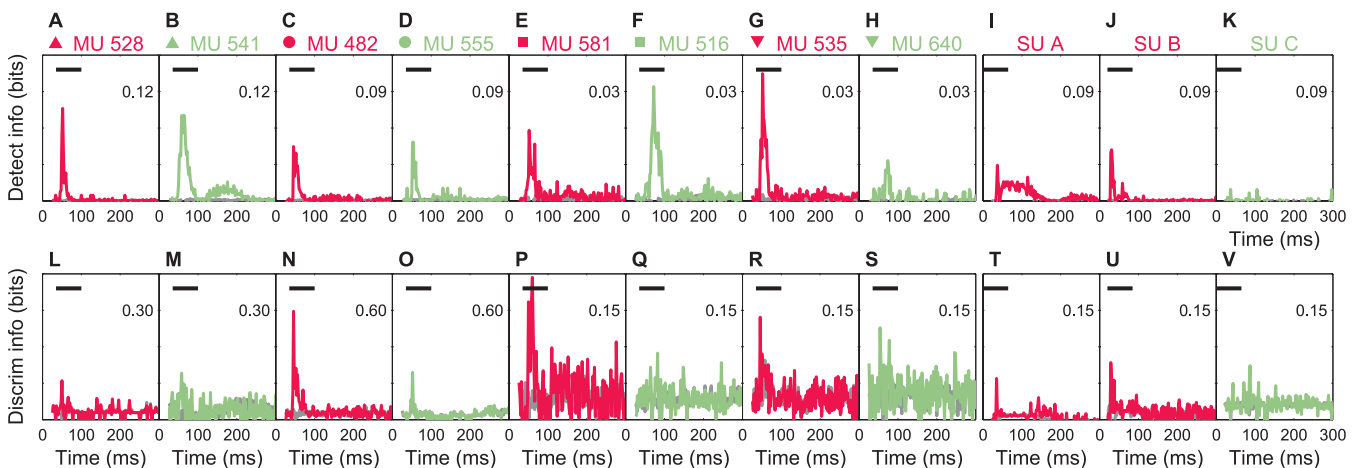 A B C D E F G H I J K
MU 528 MU 541 MU 482 MU 555 MU 581 MU 516 MU 535 MU 640 SU A SU B SU C
Detect info (bits)
0.12 0.12 0.09 0.09 0.03 0.03 0.03 0.03 0.09 0.09 0.09
0 100 200 0 100 200 0 100 200 0 100 200 0 100 200 0 100 200 0 100 200 0 100 200 0 100 200 0 100 200 0 100 200 300
Time (ms)
L M N O P Q R S T U V
Discrim info (bits)
0.30 0.30 0.60 0.60 0.15 0.15 0.15 0.15 0.15 0.15 0.15
0 100 200 0 100 200 0 100 200 0 100 200 0 100 200 0 100 200 0 100 200 0 100 200 0 100 200 0 100 200 0 100 200 300
Time (ms) Time (ms) Time (ms) Time (ms) Time (ms) Time (ms) Time (ms) Time (ms) Time (ms) Time (ms) Time (ms)